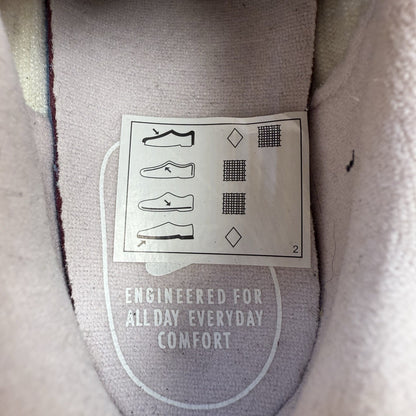 2
ENGINEERED FOR
ALL DAY EVERYDAY
COMFORT